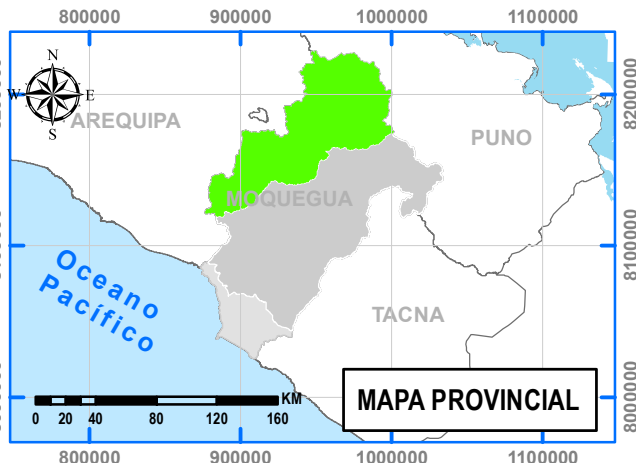 800000 900000 1000000 1100000
N
W E
S
AREQUIPA
PUNO
MOQUEGUA
TACNA
Oceano
Pacífico
8200000
8100000
8000000
KM
0 20 40 80 120 160
MAPA PROVINCIAL
800000 900000 1000000 1100000